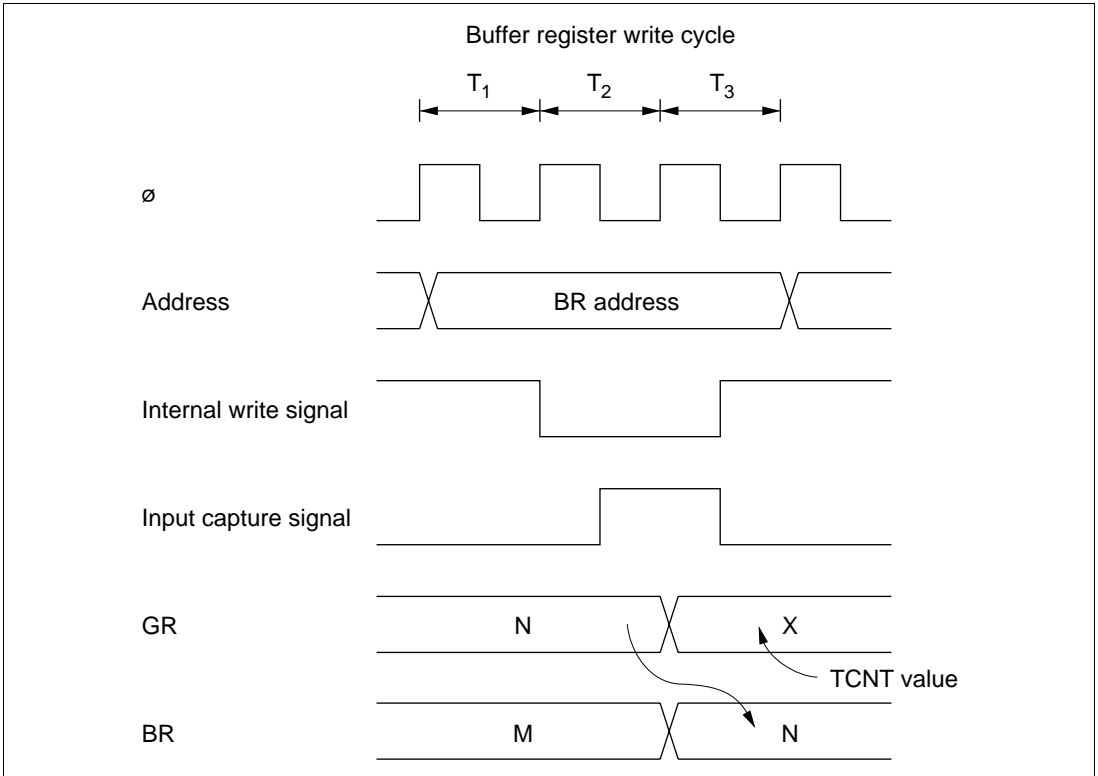 Buffer register write cycle
T1 T2 T3
ø
Address BR address
Internal write signal
Input capture signal
GR N X
TCNT value
BR M N